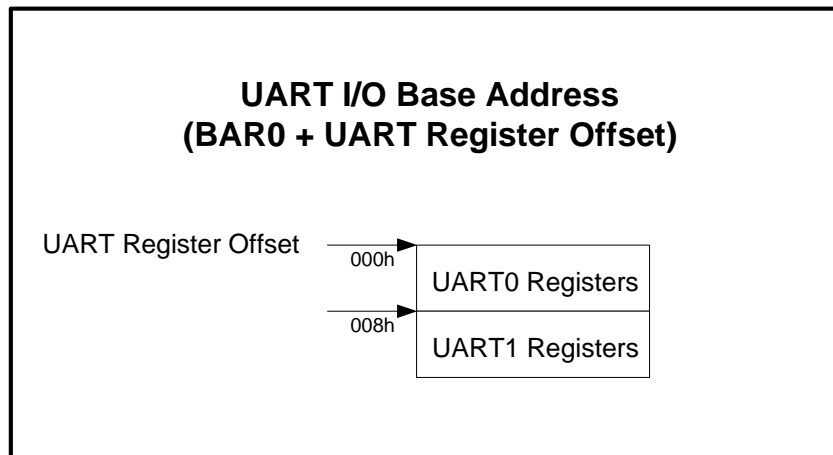 UART I/O Base Address
(BAR0 + UART Register Offset)
UART Register Offset
000h
UART0 Registers
008h
UART1 Registers